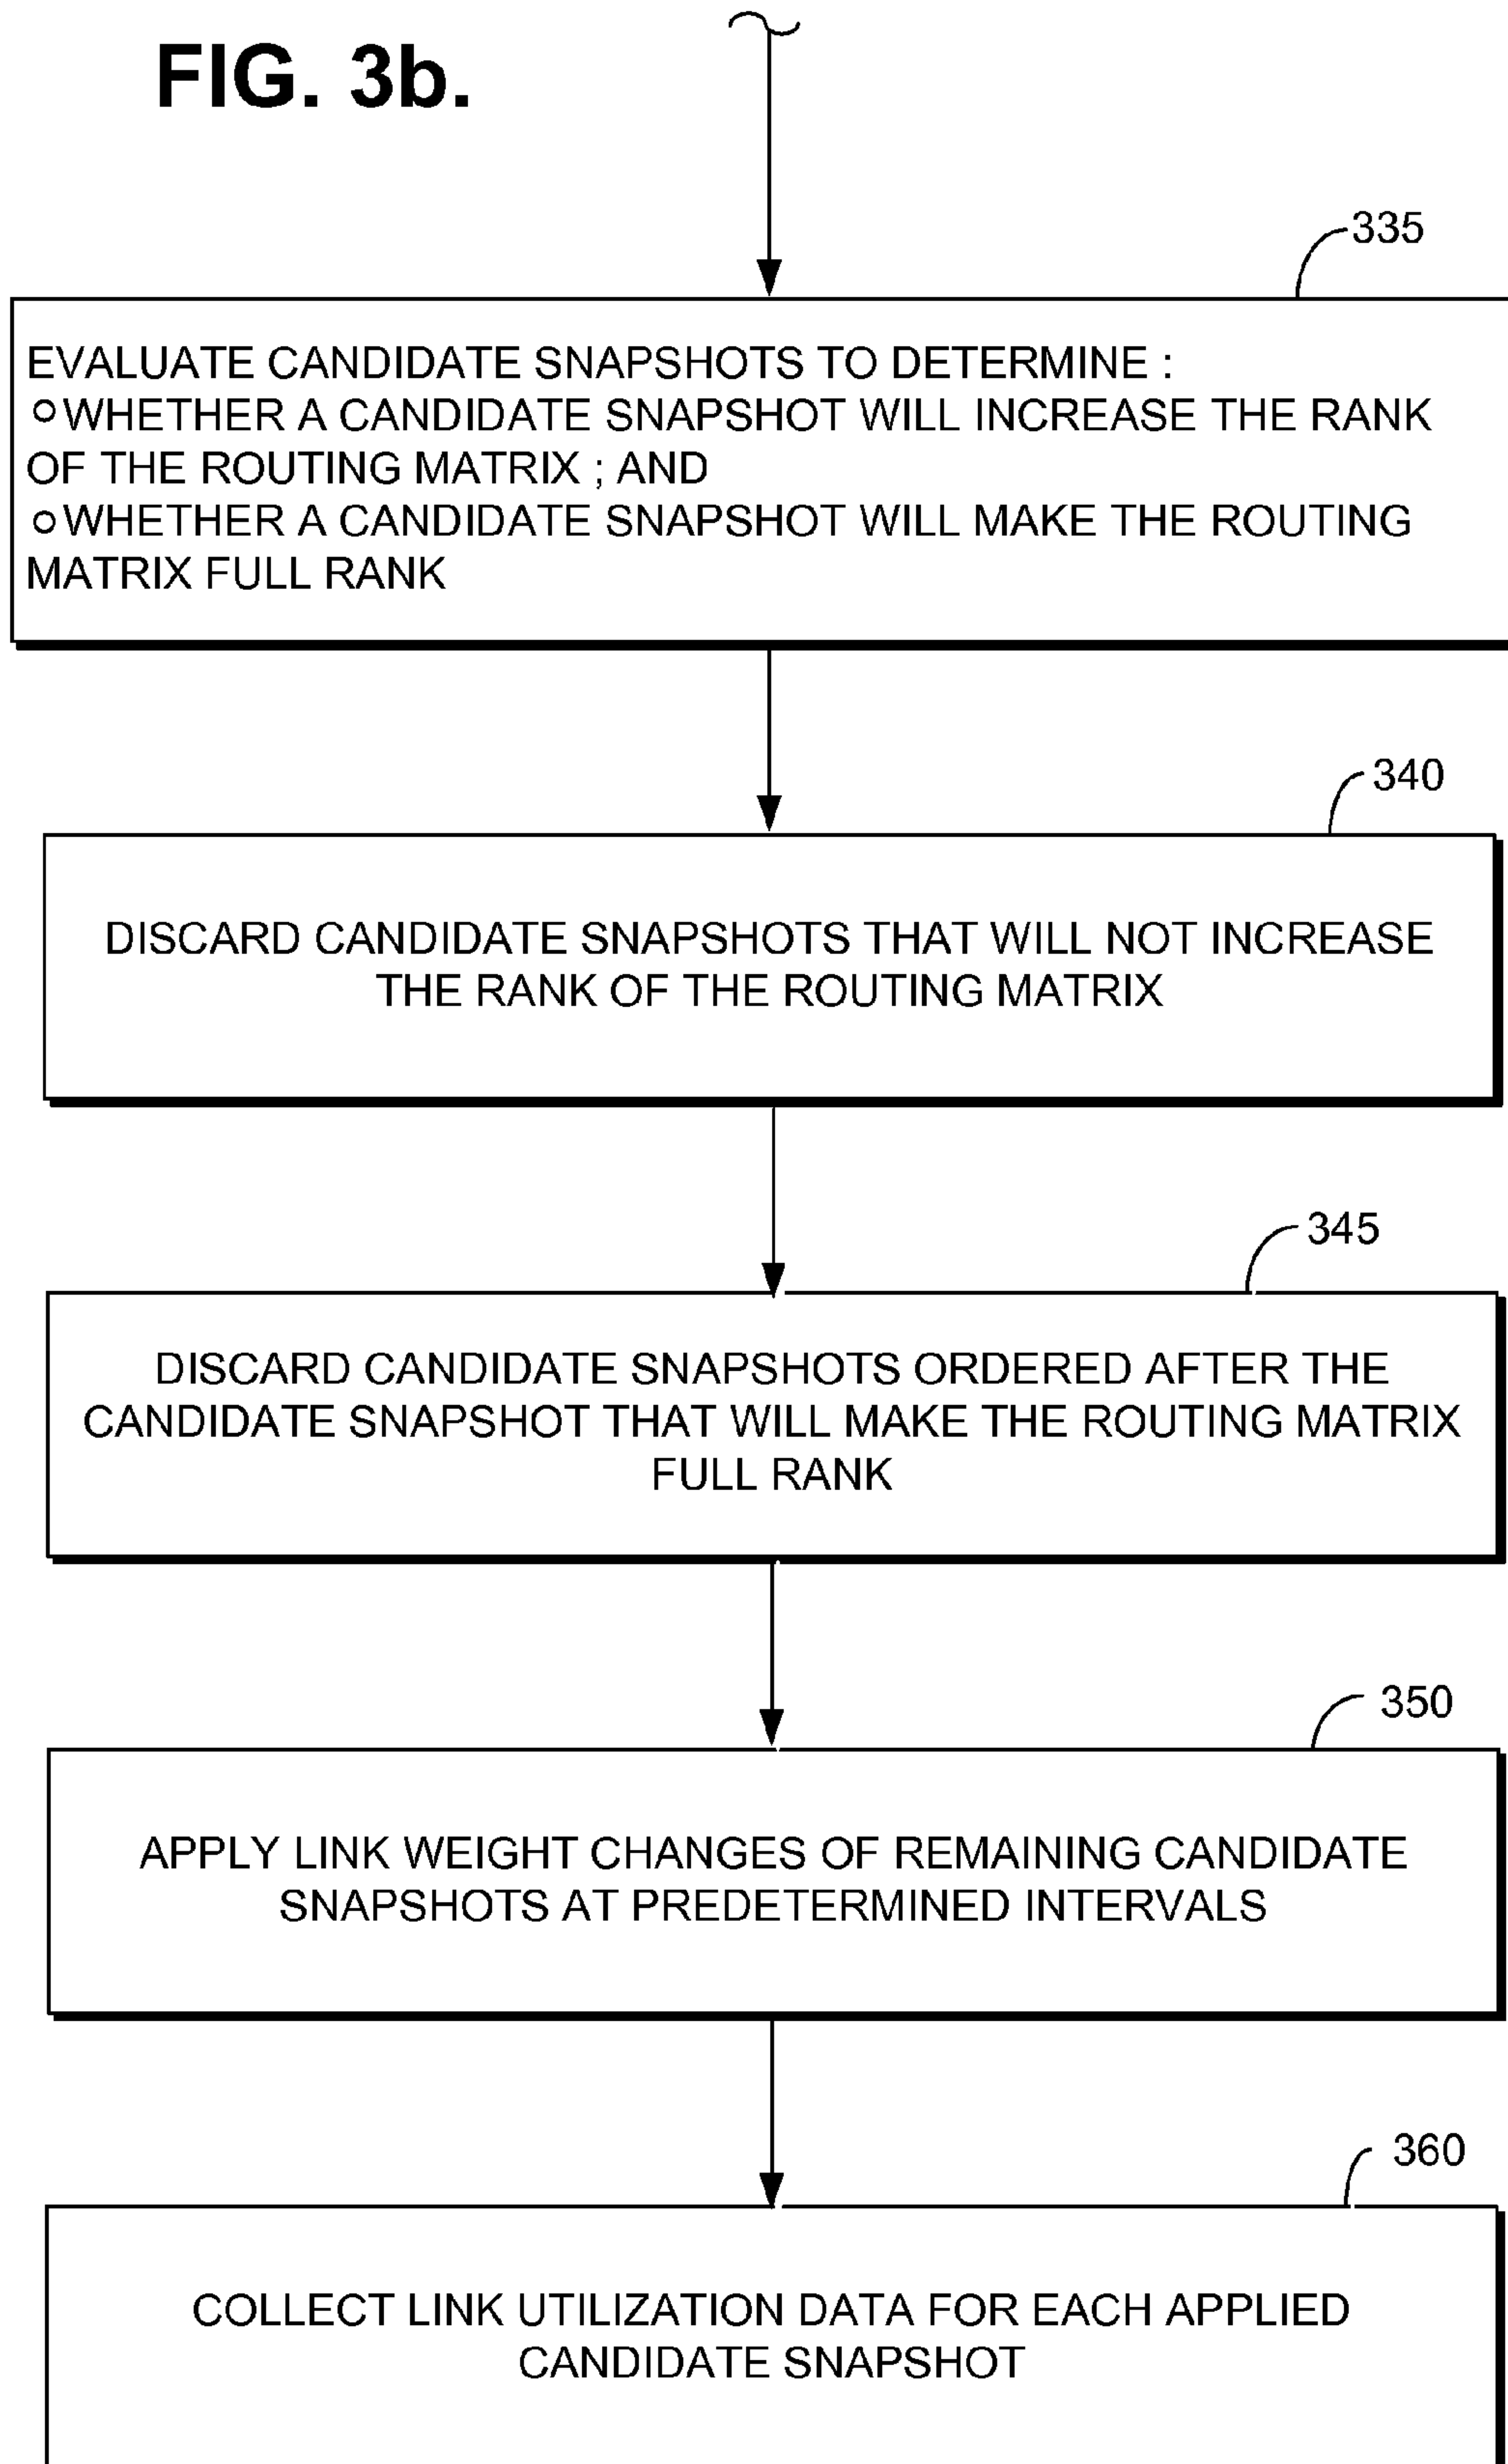 FIG. 3b.
335
EVALUATE CANDIDATE SNAPSHOTS TO DETERMINE :
○ WHETHER A CANDIDATE SNAPSHOT WILL INCREASE THE RANK
OF THE ROUTING MATRIX ; AND
○ WHETHER A CANDIDATE SNAPSHOT WILL MAKE THE ROUTING
MATRIX FULL RANK
340
DISCARD CANDIDATE SNAPSHOTS THAT WILL NOT INCREASE
THE RANK OF THE ROUTING MATRIX
345
DISCARD CANDIDATE SNAPSHOTS ORDERED AFTER THE
CANDIDATE SNAPSHOT THAT WILL MAKE THE ROUTING MATRIX
FULL RANK
350
APPLY LINK WEIGHT CHANGES OF REMAINING CANDIDATE
SNAPSHOTS AT PREDETERMINED INTERVALS
360
COLLECT LINK UTILIZATION DATA FOR EACH APPLIED
CANDIDATE SNAPSHOT